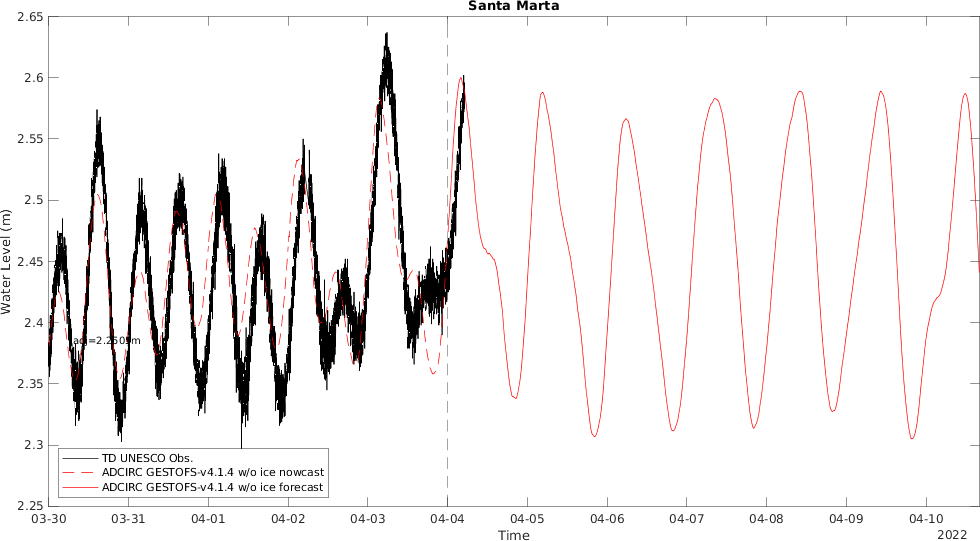 Santa Marta
Water Level (m)
2.65
2.6
2.55
2.5
2.45
2.4
2.35
2.3
2.25
TD UNESCO Obs.
ADCIRC GESTOFS-v4.1.4 w/o ice nowcast
ADCIRC GESTOFS-v4.1.4 w/o ice forecast
03-30 03-31 04-01 04-02 04-03 04-04 04-05 04-06 04-07 04-08 04-09 04-10
Time
2022